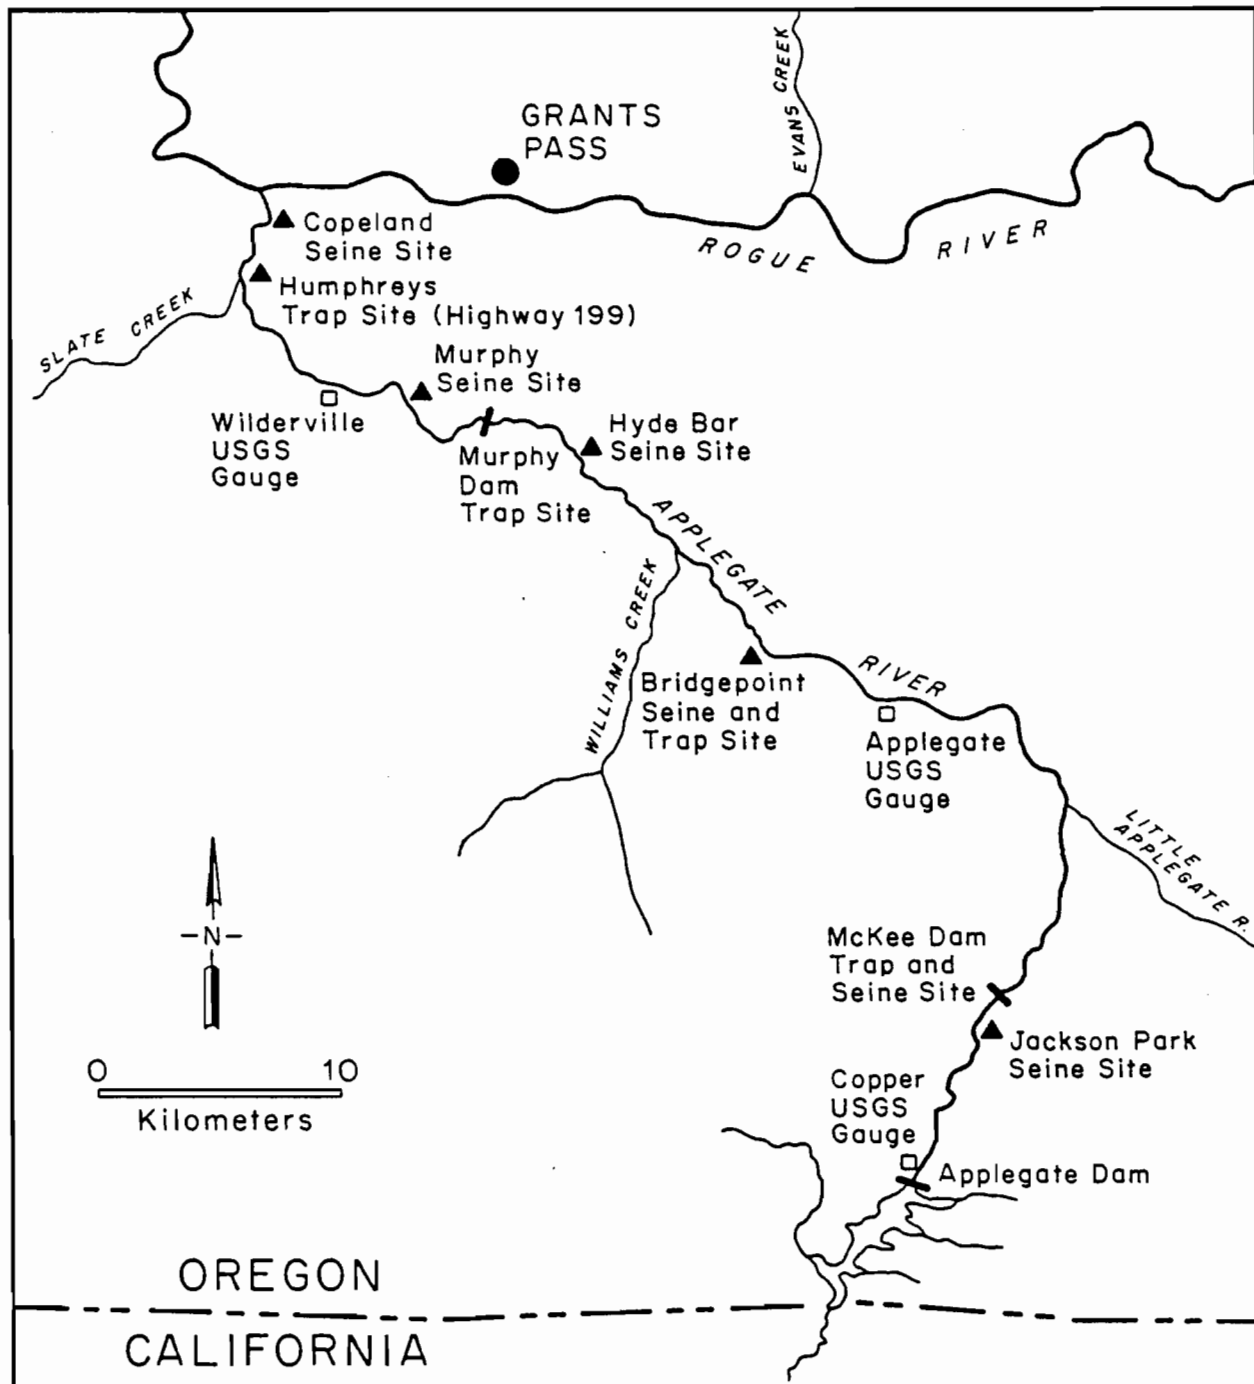 EVANS CREEK
GRANTS
PASS
Copeland
Seine Site
ROGUE
RIVER
Humphreys
Trap Site (Highway 199)
SLATE CREEK
Murphy
Seine Site
Wilderville
USGS
Gauge
Hyde Bar
Seine Site
Murphy
Dam
Trap Site
APPLEGATE
RIVER
WILLIAMS CREEK
Bridgepoint
Seine and
Trap Site
Applegate
USGS
Gauge
LITTLE
APPLEGATE R.
-N-
McKee Dam
Trap and
Seine Site
Jackson Park
Seine Site
0 10
Kilometers
Copper
USGS
Gauge
Applegate Dam
OREGON
CALIFORNIA